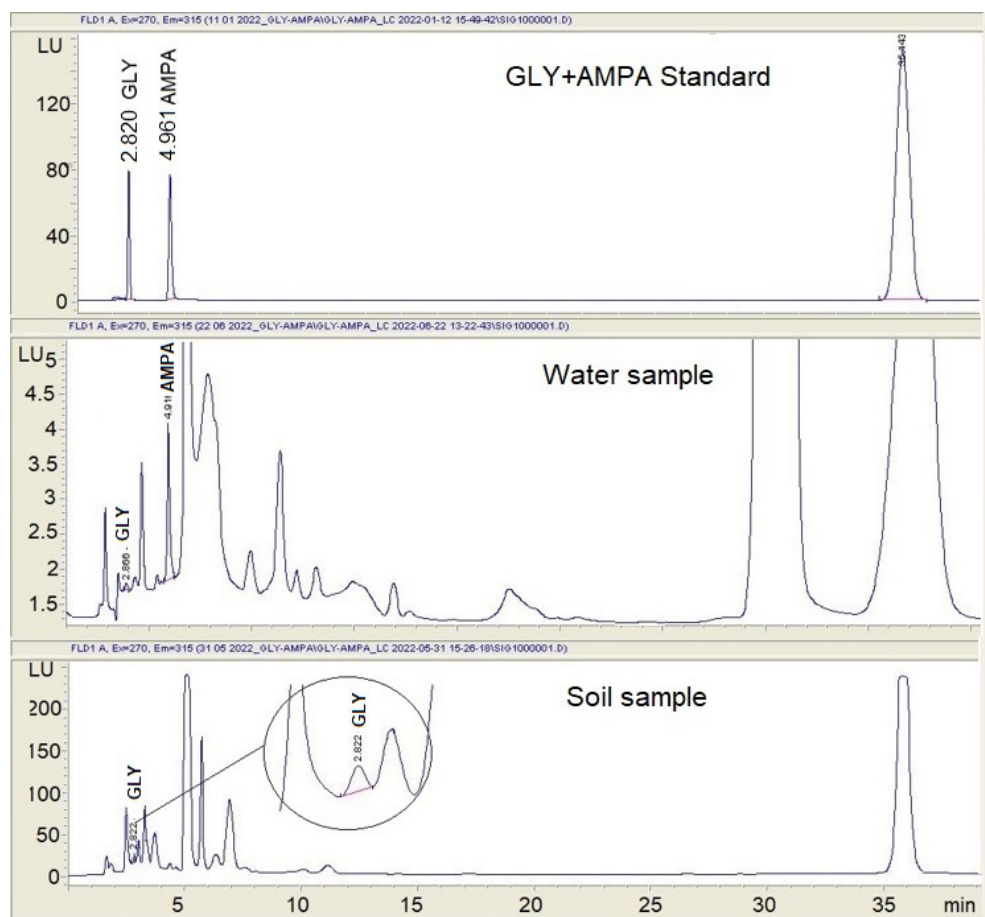 FLD1 A, Ex=270, Em=315 (11 01 2022_GLY-AMPA\GLY-AMPA_LC 2022-01-12 15-49-42\SIG1000001.D)
LU
GLY+AMPA Standard
2.820 GLY
4.961 AMPA
120
80
40
0
FLD1 A, Ex=270, Em=315 (22 06 2022_GLY-AMPA\GLY-AMPA_LC 2022-06-22 13-22-43\SIG1000001.D)
LU
Water sample
5
4.5
4
3.5
3
2.5
2
1.5
2.866 GLY
4.91 AMPA
FLD1 A, Ex=270, Em=315 (31 05 2022_GLY-AMPA\GLY-AMPA_LC 2022-05-31 15-26-18\SIG1000001.D)
LU
Soil sample
200
150
100
50
0
2.822 GLY
2.822 GLY
5 10 15 20 25 30 35 min